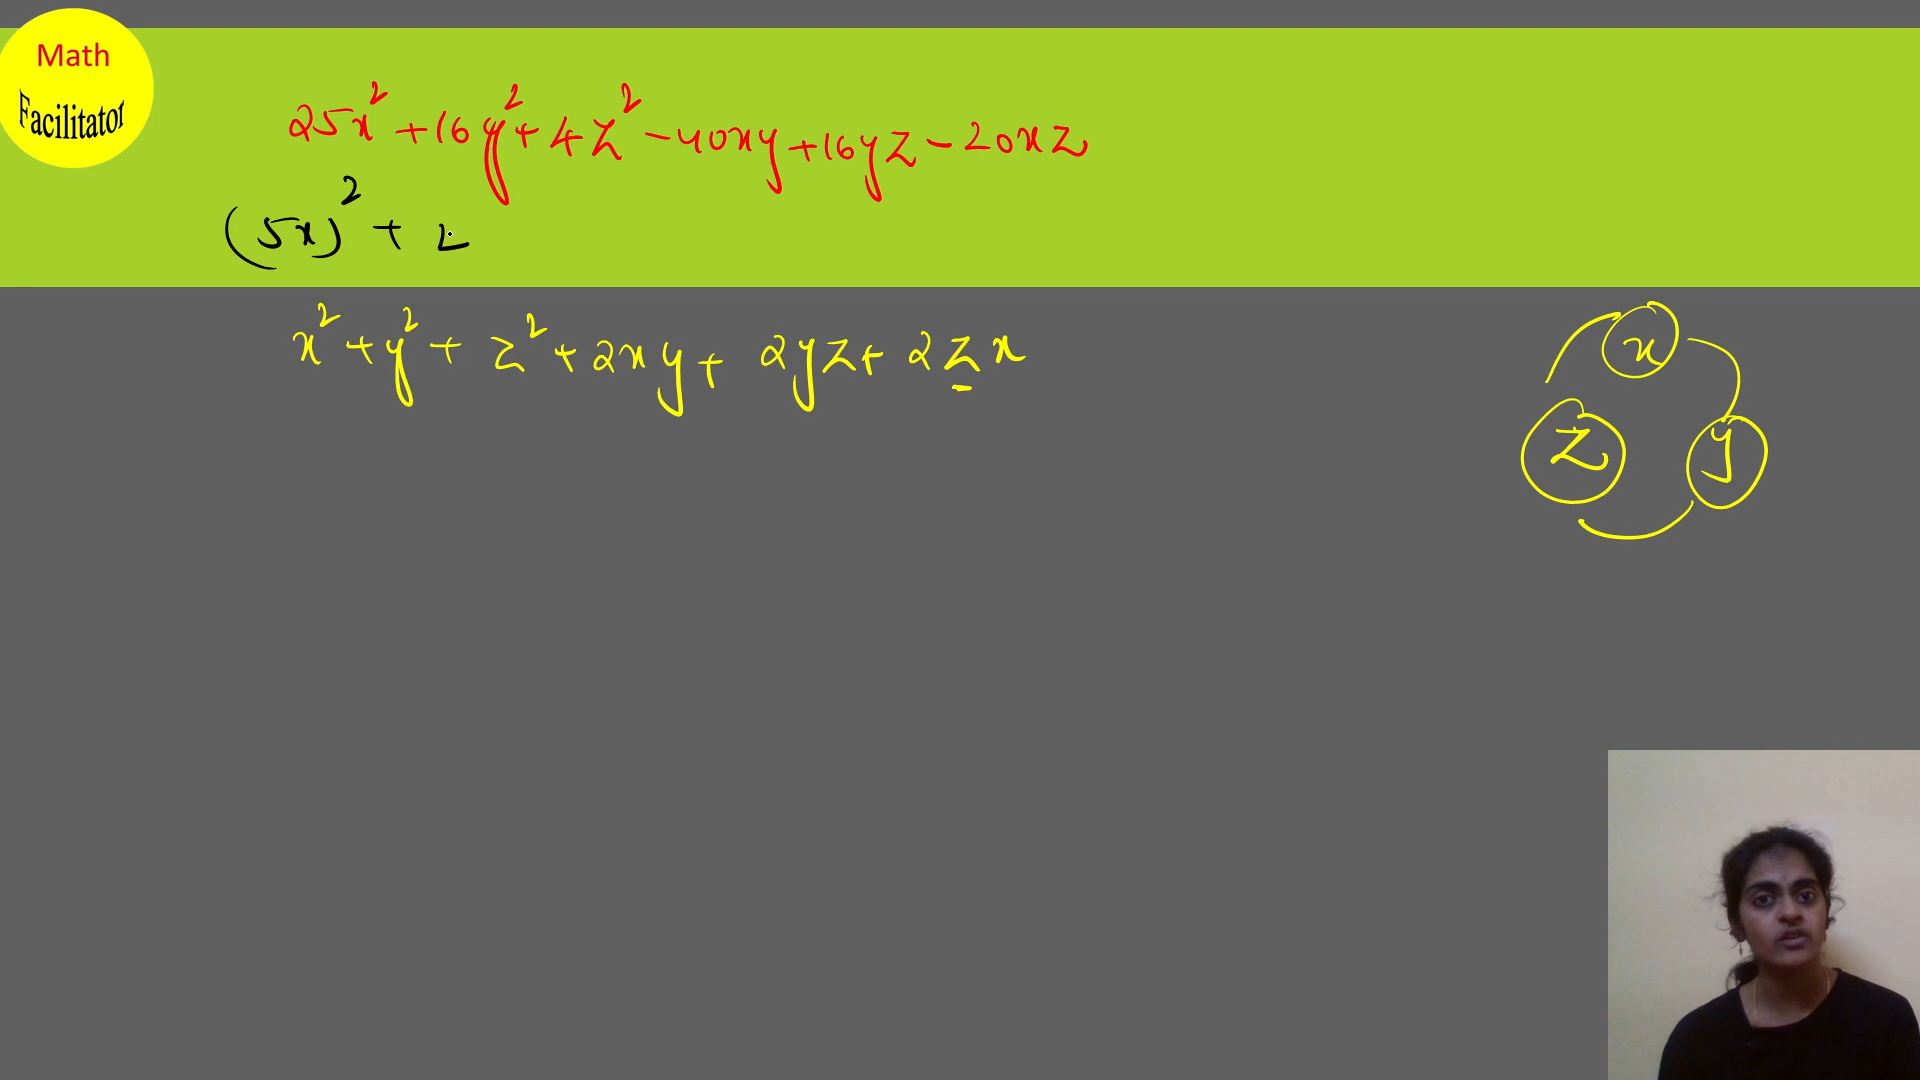 Math
Facilitator
25x² + 16y² + 4z² - 40xy + 16yz - 20xz
(5x)² +
x² + y² + z² + 2xy + 2yz + 2zx
x
z y